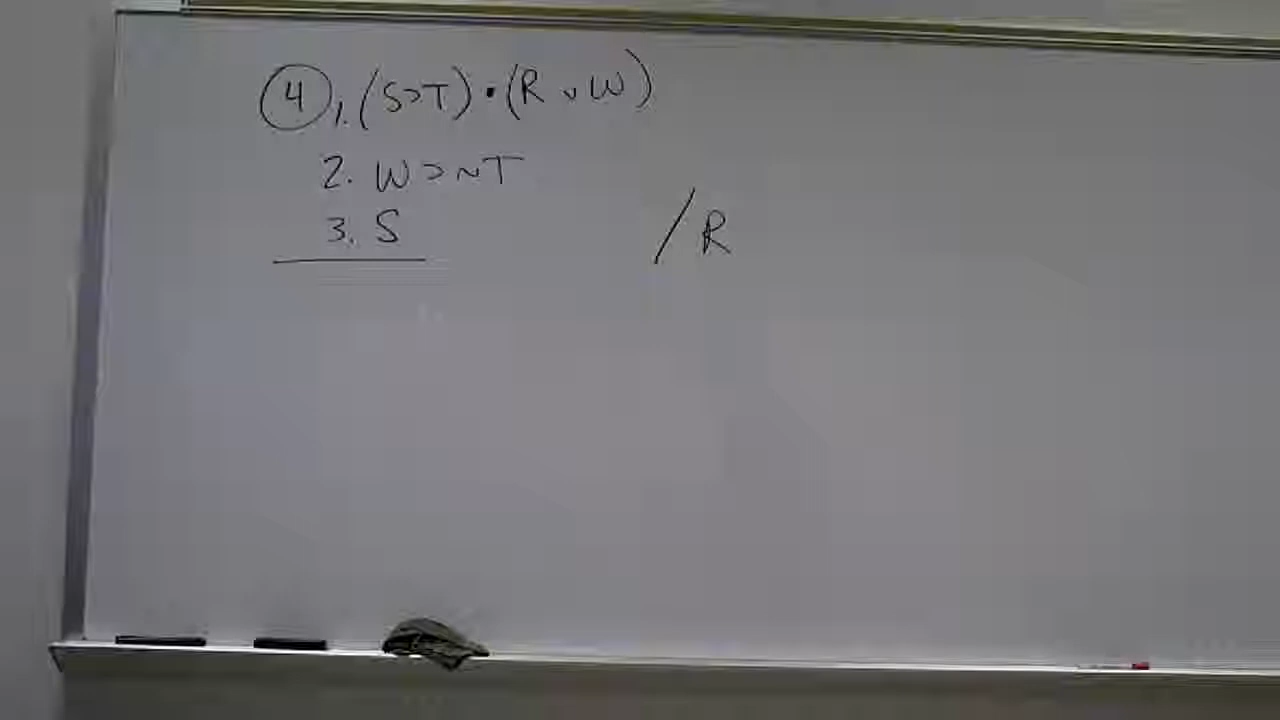 ④ 1. (S⊃T) • (R ∨ W)
2. W ⊃ ~T
3. S
/ R